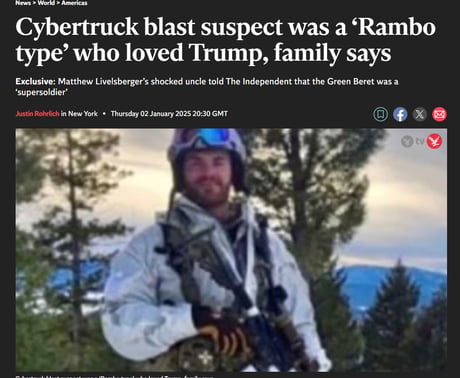 News > World > Americas
Cybertruck blast suspect was a ‘Rambo
type’ who loved Trump, family says
Exclusive: Matthew Livelsberger's shocked uncle told The Independent that the Green Beret was a
‘supersoldier’
Justin Rohrlich in New York • Thursday 02 January 2025 20:30 GMT
tv